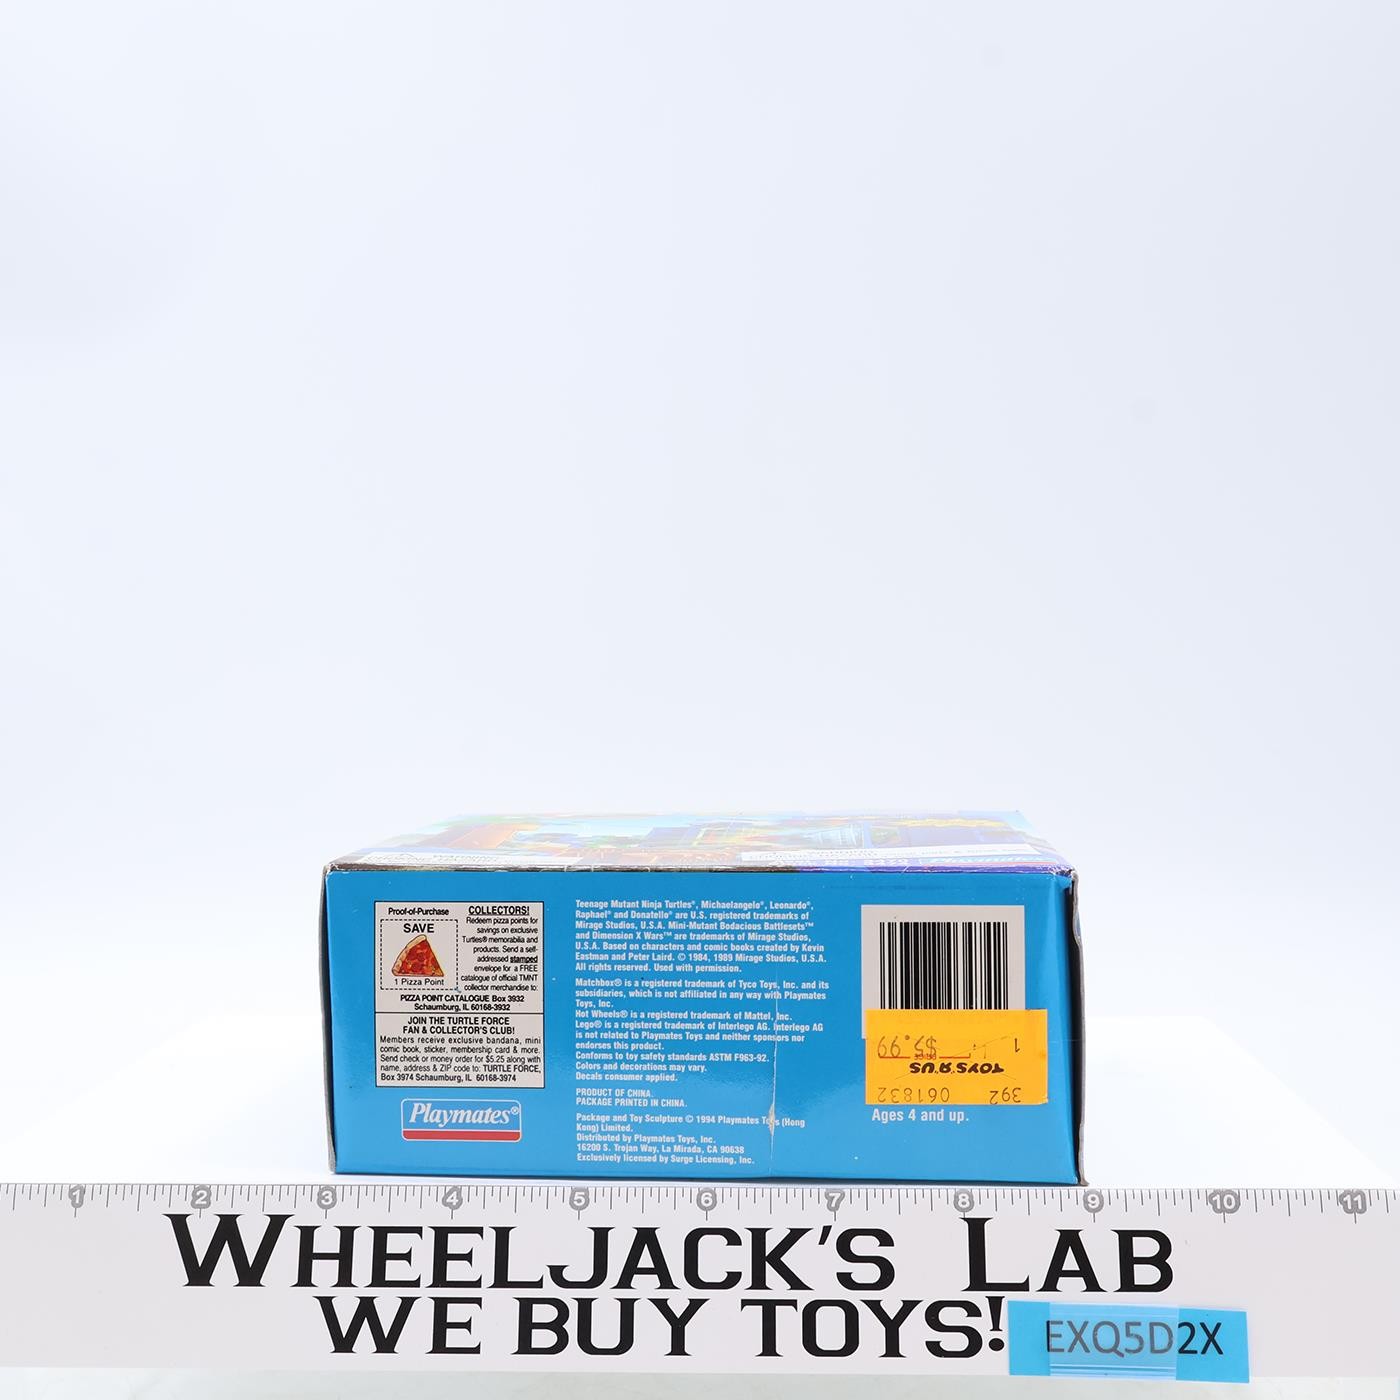 WARNING:
Playmates
Proof-of-Purchase
SAVE
1 Pizza Point
COLLECTORS!
Redeem pizza points for
savings on exclusive
Turtles® memorabilia and
products. Send a self-
addressed stamped
envelope for a FREE
catalogue of official TMNT
collector merchandise to:
PIZZA POINT CATALOGUE Box 3932
Schaumburg, IL 60168-3932
JOIN THE TURTLE FORCE
FAN & COLLECTOR'S CLUB!
Members receive exclusive bandana, mini
comic book, sticker, membership card & more.
Send check or money order for $5.25 along with
name, address & ZIP code to: TURTLE FORCE,
Box 3974 Schaumburg, IL 60168-3974
Playmates®
Teenage Mutant Ninja Turtles®, Michaelangelo®, Leonardo®,
Raphael® and Donatello® are U.S. registered trademarks of
Mirage Studios, U.S.A. Mini-Mutant Bodacious Battlesets™
and Dimension X Wars™ are trademarks of Mirage Studios,
U.S.A. Based on characters and comic books created by Kevin
Eastman and Peter Laird. © 1984, 1989 Mirage Studios, U.S.A.
All rights reserved. Used with permission.
Matchbox® is a registered trademark of Tyco Toys, Inc. and its
subsidiaries, which is not affiliated in any way with Playmates
Toys, Inc.
Hot Wheels® is a registered trademark of Mattel, Inc.
Lego® is a registered trademark of Interlego AG. Interlego AG
is not related to Playmates Toys and neither sponsors nor
endorses this product.
Conforms to toy safety standards ASTM F963-92.
Colors and decorations may vary.
Decals consumer applied.
PRODUCT OF CHINA.
PACKAGE PRINTED IN CHINA.
Package and Toy Sculpture © 1994 Playmates Toys (Hong
Kong) Limited.
Distributed by Playmates Toys, Inc.
16200 S. Trojan Way, La Mirada, CA 90638
Exclusively licensed by Surge Licensing, Inc.
392 061832
TOYS "R" US
PRICE
1 $5.99
Ages 4 and up.
1 2 3 4 5 6 7 8 9 10 11
WHEELJACK'S LAB
WE BUY TOYS!
EXQ5D2X